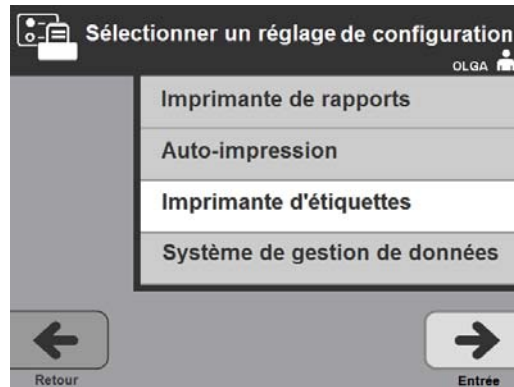 Sélectionner un réglage de configuration
OLGA
Imprimante de rapports
Auto-impression
Imprimante d'étiquettes
Système de gestion de données
Retour
Entrée